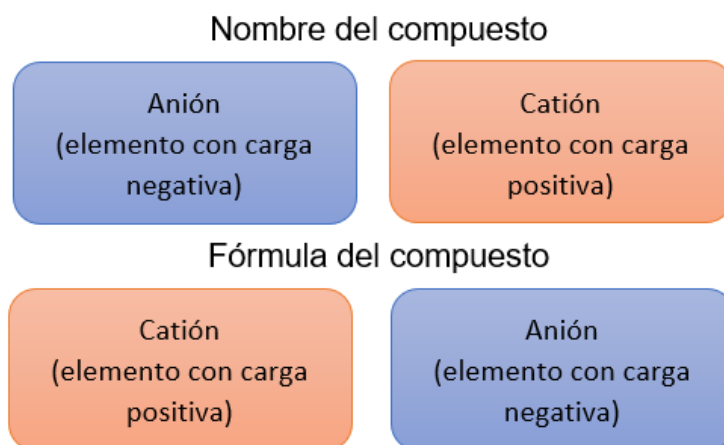 Nombre del compuesto
Anión
(elemento con carga
negativa)
Catión
(elemento con carga
positiva)
Fórmula del compuesto
Catión
(elemento con carga
positiva)
Anión
(elemento con carga
negativa)